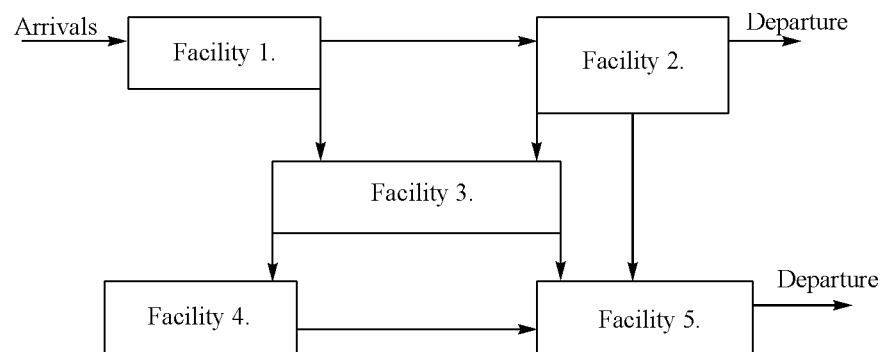 Arrivals
Facility 1.
Facility 2.
Departure
Facility 3.
Facility 4.
Facility 5.
Departure